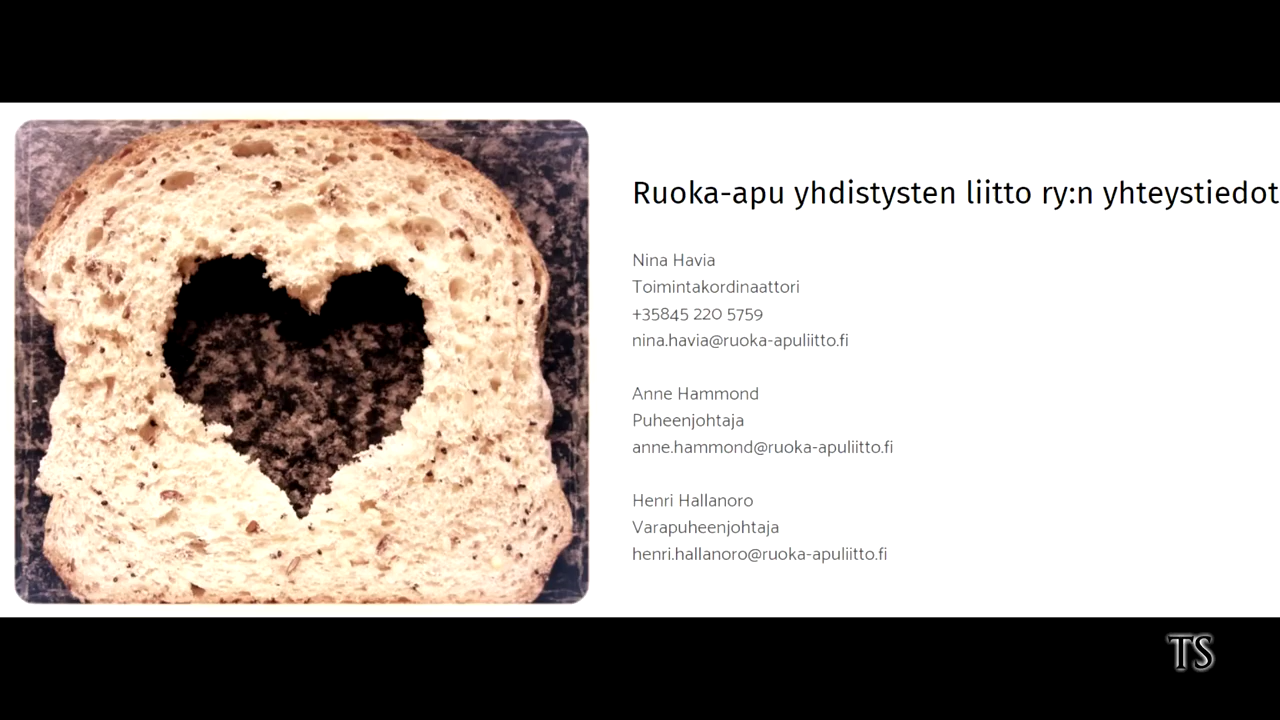 Ruoka-apu yhdistysten liitto ry:n yhteystiedot
Nina Havia
Toimintakordinaattori
+35845 220 5759
nina.havia@ruoka-apuliitto.fi
Anne Hammond
Puheenjohtaja
anne.hammond@ruoka-apuliitto.fi
Henri Hallanoro
Varapuheenjohtaja
henri.hallanoro@ruoka-apuliitto.fi
TS